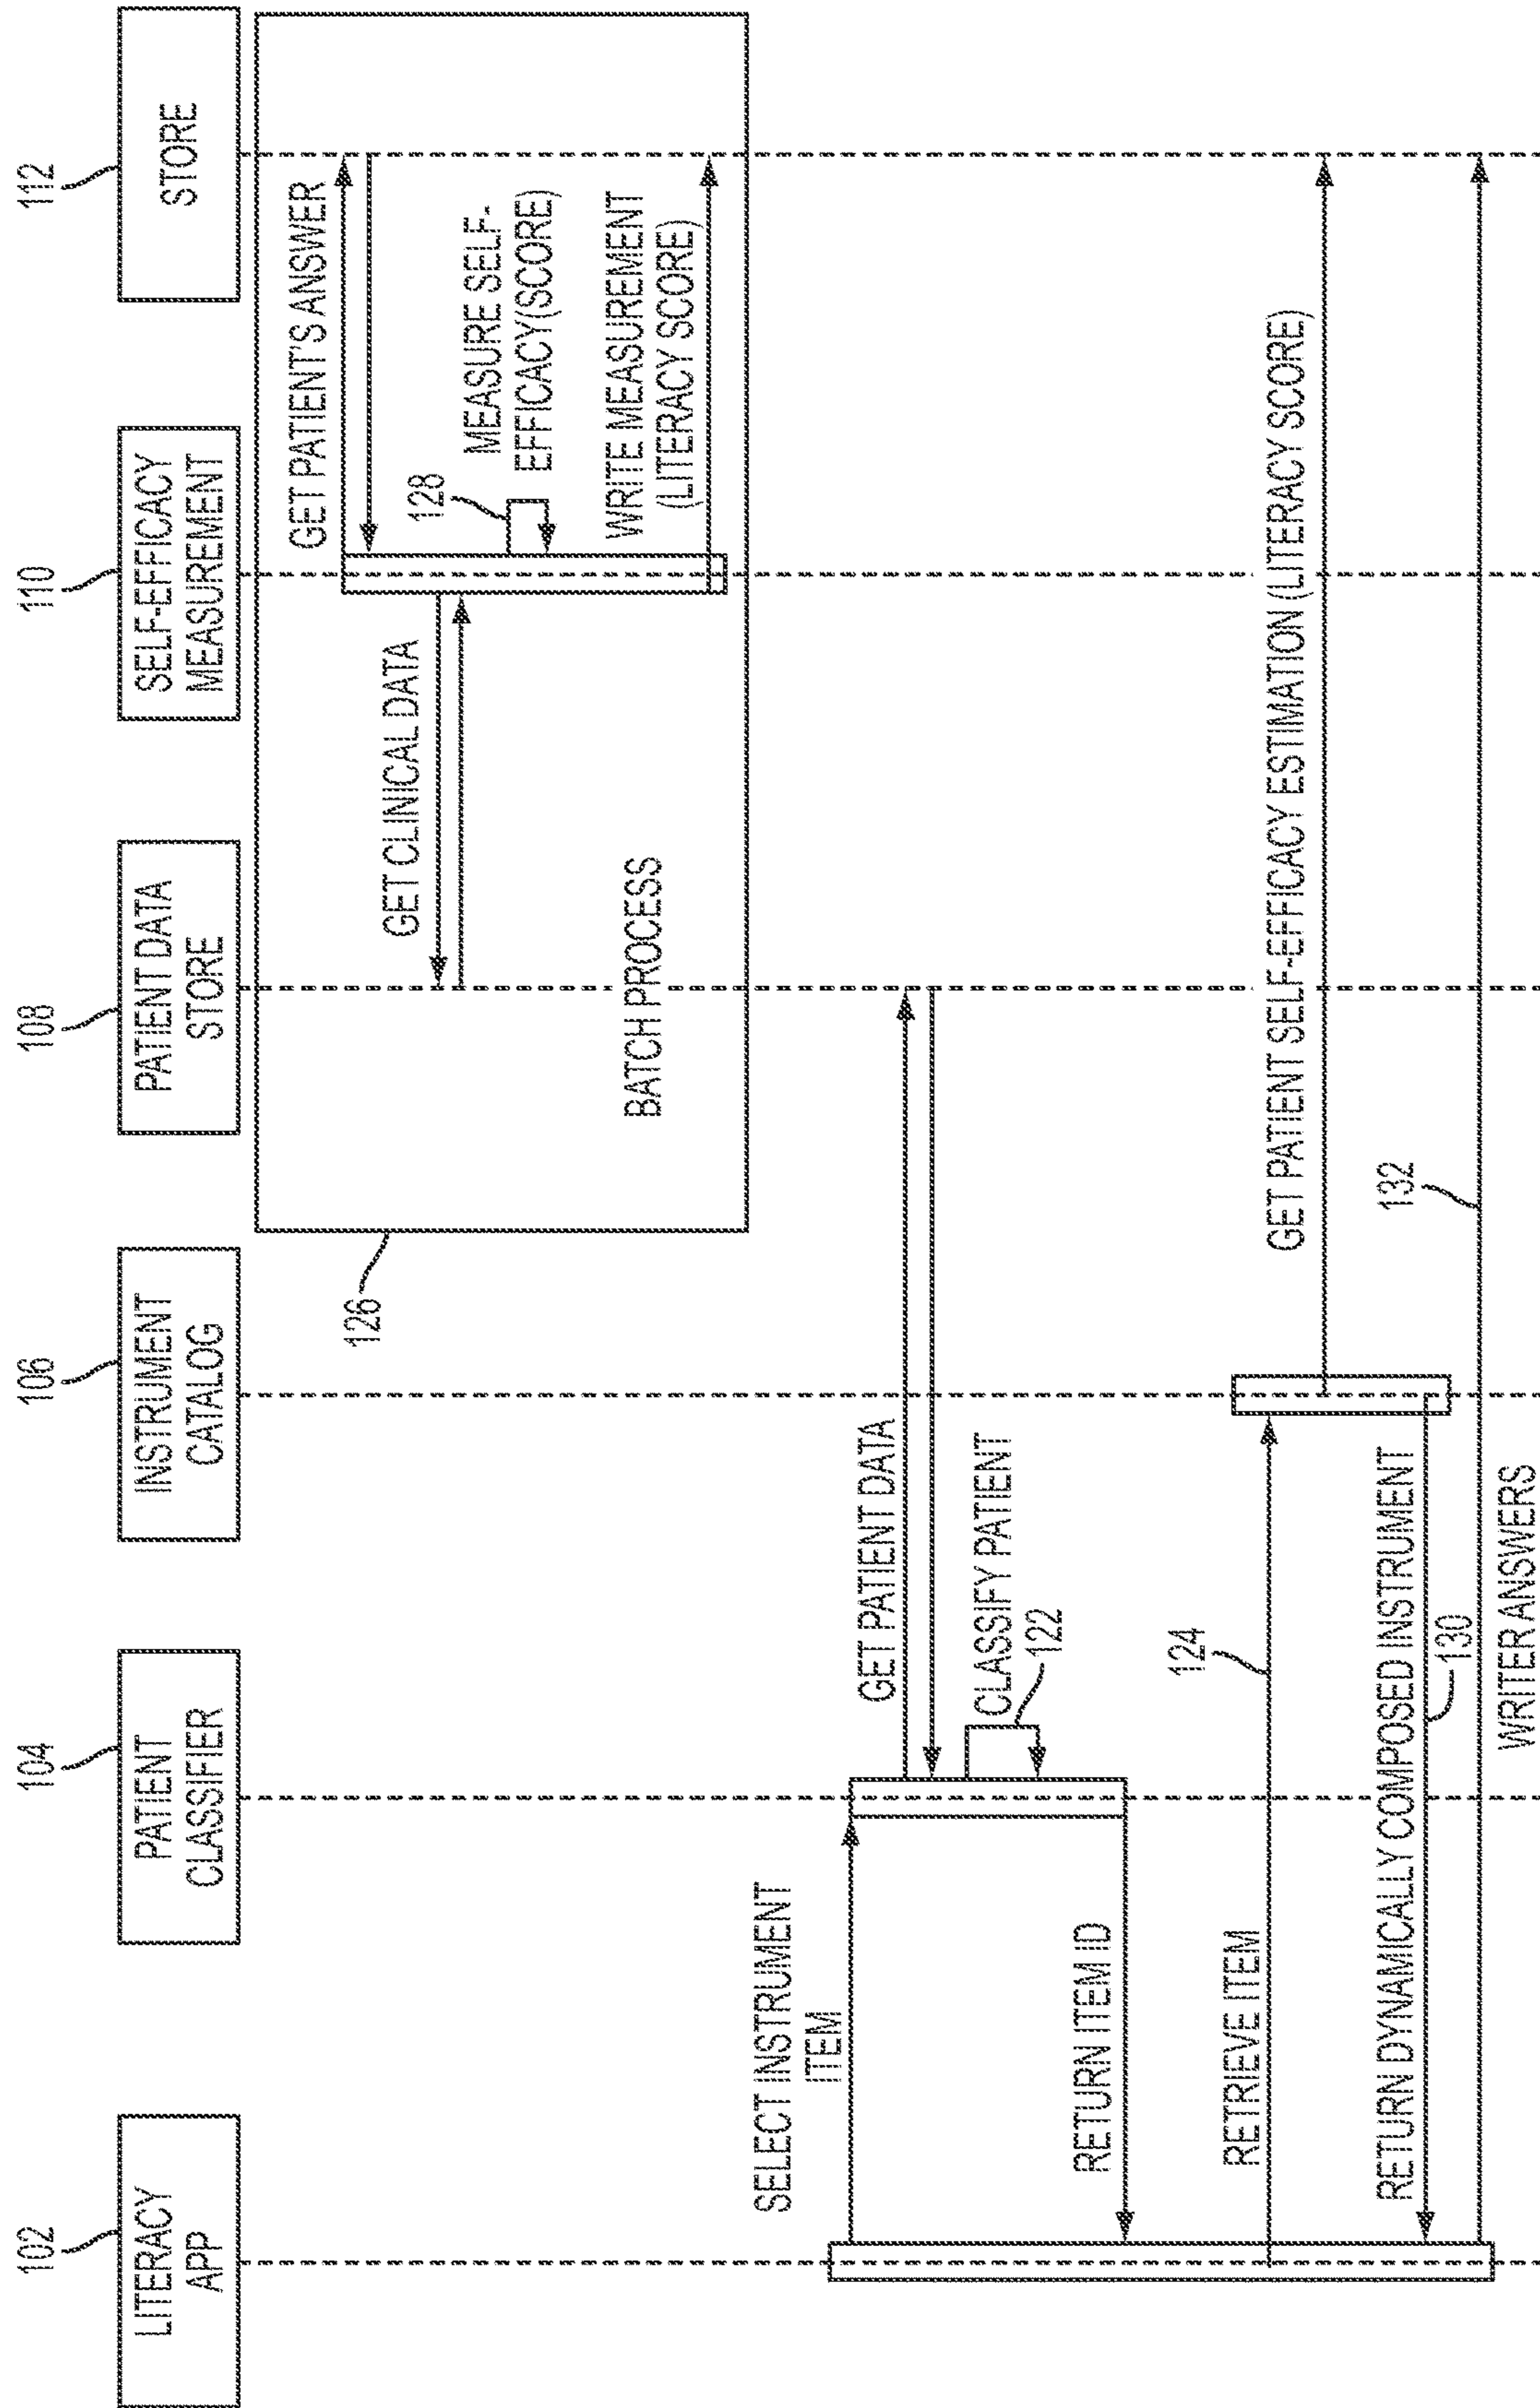 102
LITERACY
APP
104
PATIENT
CLASSIFIER
106
INSTRUMENT
CATALOG
108
PATIENT DATA
STORE
110
SELF-EFFICACY
MEASUREMENT
112
STORE
GET PATIENT'S ANSWER
GET CLINICAL DATA
128
MEASURE SELF-
EFFICACY(SCORE)
WRITE MEASUREMENT
(LITERACY SCORE)
BATCH PROCESS
126
SELECT INSTRUMENT
ITEM
GET PATIENT DATA
CLASSIFY PATIENT
122
RETURN ITEM ID
RETRIEVE ITEM
124
GET PATIENT SELF-EFFICACY ESTIMATION (LITERACY SCORE)
RETURN DYNAMICALLY COMPOSED INSTRUMENT
130
132
WRITER ANSWERS